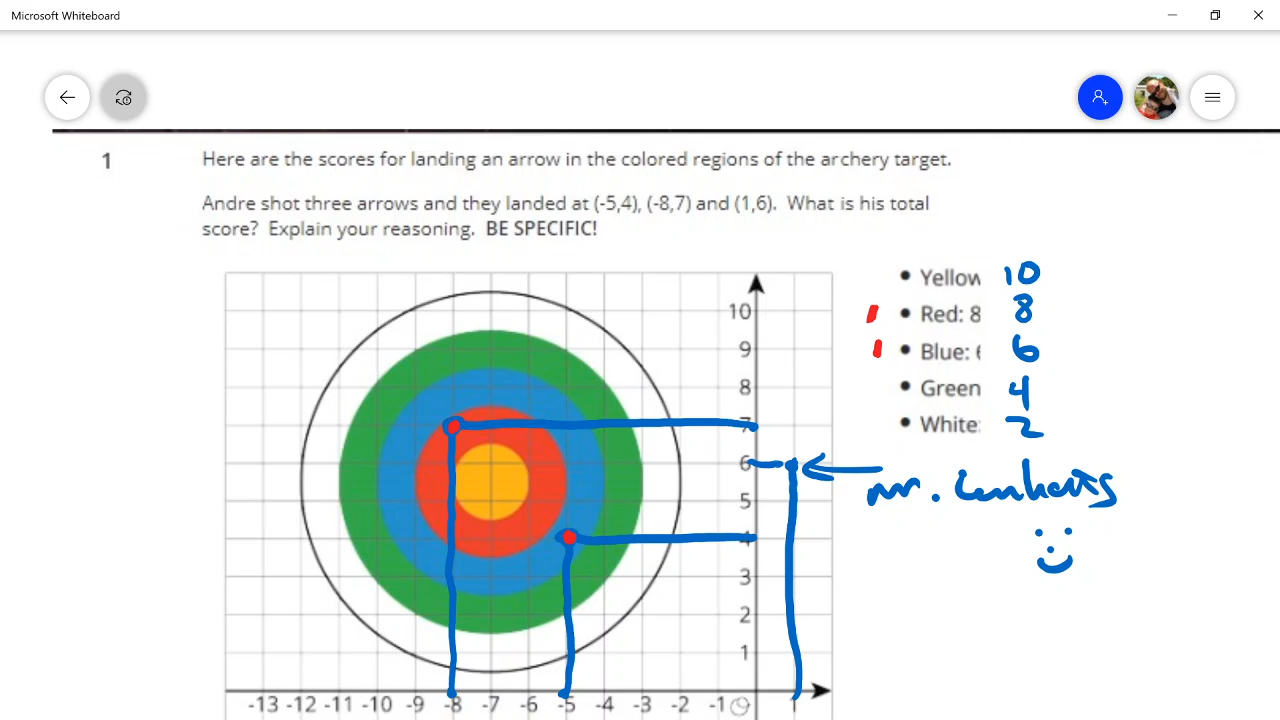 Microsoft Whiteboard
1 Here are the scores for landing an arrow in the colored regions of the archery target.
Andre shot three arrows and they landed at (-5,4), (-8,7) and (1,6). What is his total
score? Explain your reasoning. BE SPECIFIC!
• Yellow 10
• Red: 8 8
• Blue: 6
• Green 4
• White: 2
mr.
10
9
8
7
6
5
4
3
2
1
-13 -12 -11 -10 -9 -8 -7 -6 -5 -4 -3 -2 -1 1